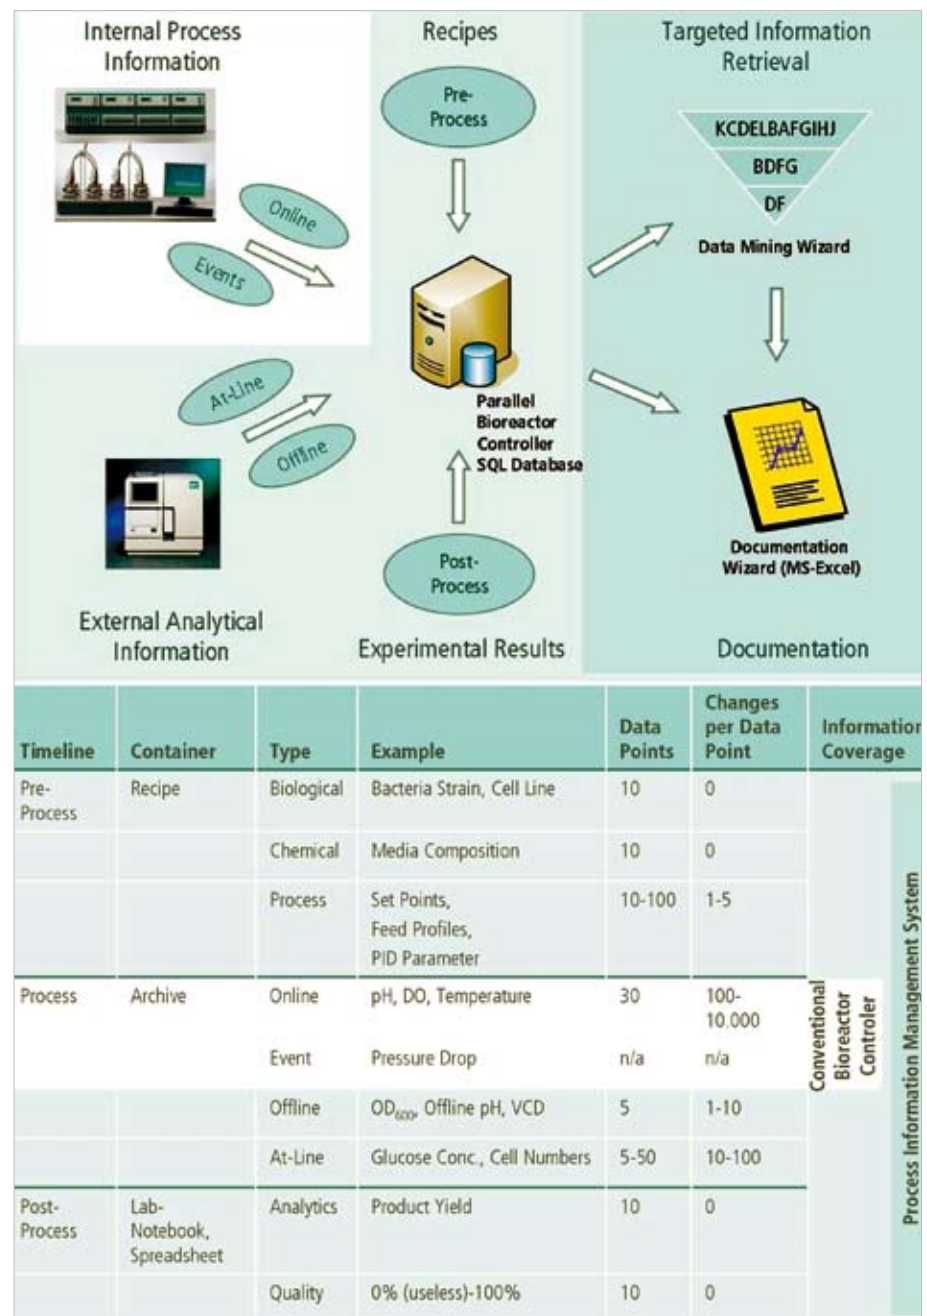 Internal Process
Information
Recipes
Targeted Information
Retrieval
Pre-
Process
KCDELBAFGIHJ
BDFG
DF
Data Mining Wizard
Online
Events
At-Line
Offline
Parallel
Bioreactor
Controller
SQL Database
Post-
Process
Documentation
Wizard (MS-Excel)
External Analytical
Information
Experimental Results
Documentation
Timeline Container Type Example Data Points Changes per Data Point Information Coverage
Pre-Process Recipe Biological Bacteria Strain, Cell Line 10 0
Chemical Media Composition 10 0
Process Set Points, 10-100 1-5
Feed Profiles,
PID Parameter
Process Archive Online pH, DO, Temperature 30 100-10.000
Event Pressure Drop n/a n/a
Offline OD600, Offline pH, VCD 5 1-10
At-Line Glucose Conc., Cell Numbers 5-50 10-100
Post-Process Lab-Notebook, Spreadsheet Analytics Product Yield 10 0
Quality 0% (useless)-100% 10 0
Conventional
Bioreactor
Controler
Process Information Management System